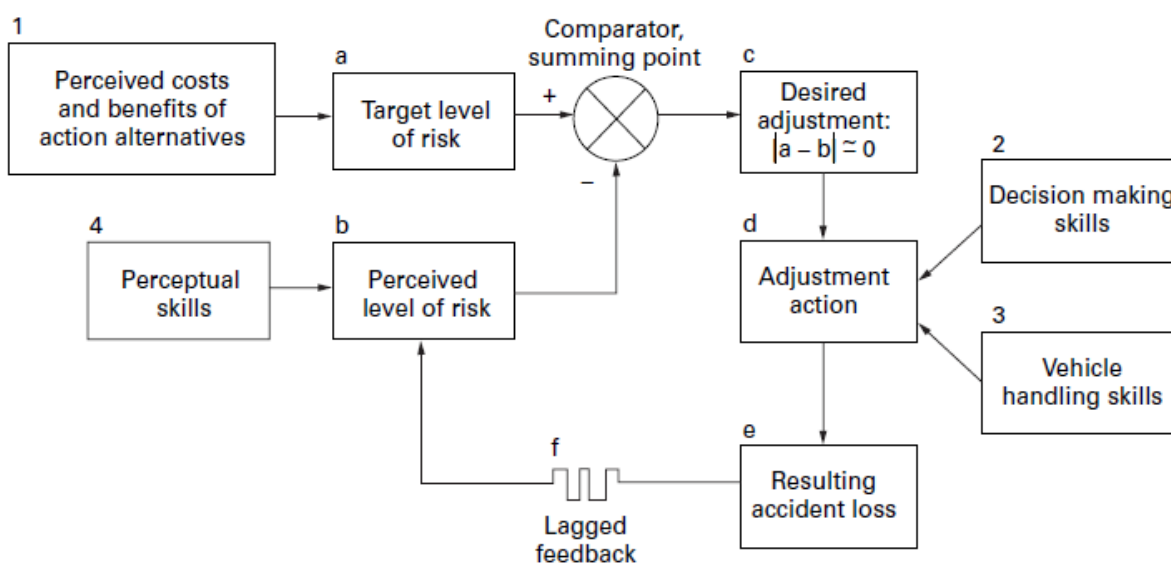 1
Perceived costs
and benefits of
action alternatives
a
Target level
of risk
+
Comparator,
summing point
−
c
Desired
adjustment:
|a − b| ≃ 0
4
Perceptual
skills
b
Perceived
level of risk
d
Adjustment
action
2
Decision making
skills
3
Vehicle
handling skills
e
Resulting
accident loss
f
Lagged
feedback